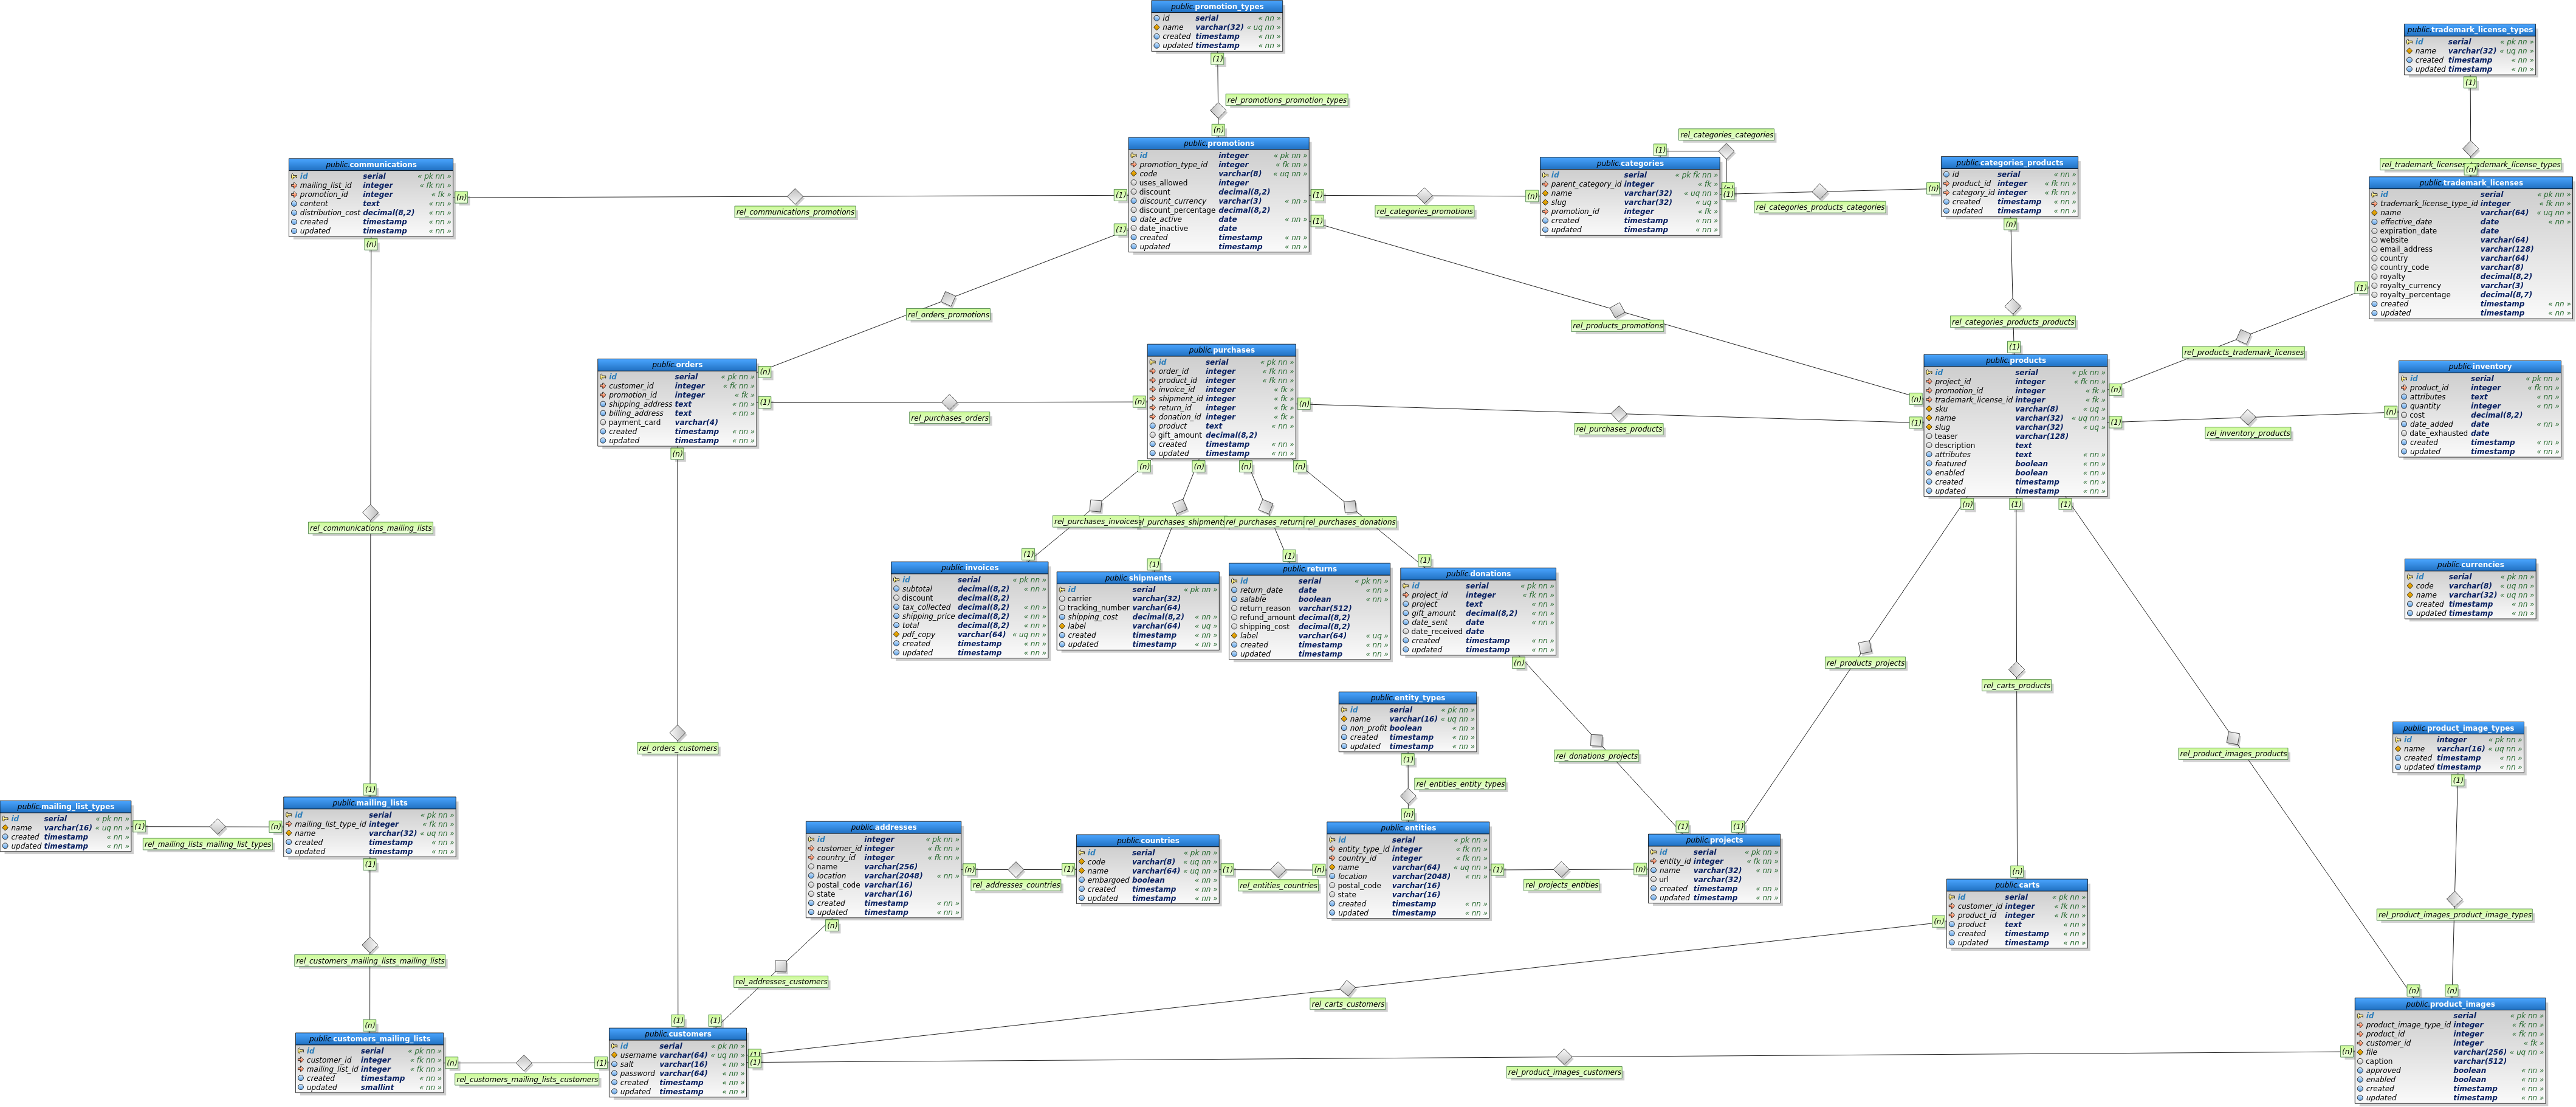 public.promotion_types
id serial « nn »
name varchar(32) « uq nn »
created timestamp « nn »
updated timestamp « nn »
(1)
rel_promotions_promotion_types
(n)
public.trademark_license_types
id serial « pk nn »
name varchar(32) « uq nn »
created timestamp « nn »
updated timestamp « nn »
(1)
(n)
public.communications
id serial « pk nn »
mailing_list_id integer « fk nn »
promotion_id integer « fk »
content text « nn »
distribution_cost decimal(8,2) « nn »
created timestamp « nn »
updated timestamp « nn »
(n)
(n)
rel_communications_promotions
public.promotions
id integer « pk nn »
promotion_type_id integer « fk nn »
code varchar(8) « uq nn »
uses_allowed integer
discount decimal(8,2)
discount_currency varchar(3) « nn »
discount_percentage decimal(8,2)
date_active date « nn »
date_inactive date
created timestamp « nn »
updated timestamp « nn »
(1)
(1)
(1)
(1)
rel_categories_promotions
rel_categories_categories
(1)
(n)
public.categories
id serial « pk fk nn »
parent_category_id integer « fk »
name varchar(32) « uq nn »
slug varchar(32) « uq »
promotion_id integer « fk »
created timestamp « nn »
updated timestamp « nn »
(1)
rel_categories_products_categories
(n)
public.categories_products
id serial « nn »
product_id integer « fk nn »
category_id integer « fk nn »
created timestamp « nn »
updated timestamp « nn »
(n)
rel_categories_products_products
(1)
public.trademark_licenses
id serial « pk nn »
trademark_license_type_id integer « fk nn »
name varchar(64) « uq nn »
effective_date date « nn »
expiration_date date
website varchar(64)
email_address varchar(128)
country varchar(64)
country_code varchar(8)
royalty decimal(8,2)
royalty_currency varchar(3)
royalty_percentage decimal(8,7)
created timestamp « nn »
updated timestamp « nn »
(1)
rel_products_trademark_licenses
(n)
rel_orders_promotions
rel_products_promotions
public.orders
id serial « pk nn »
customer_id integer « fk nn »
promotion_id integer « fk »
shipping_address text « nn »
billing_address text « nn »
payment_card varchar(4)
created timestamp « nn »
updated timestamp « nn »
(n)
(1)
(n)
rel_purchases_orders
(n)
public.purchases
id serial « pk nn »
order_id integer « fk nn »
product_id integer « fk nn »
invoice_id integer « fk »
shipment_id integer « fk »
return_id integer « fk »
donation_id integer « fk »
product text « nn »
gift_amount decimal(8,2)
created timestamp « nn »
updated timestamp « nn »
(n)
(n)
(n)
(n)
(n)
rel_purchases_products
(n)
(1)
public.products
id serial « pk nn »
project_id integer « fk nn »
promotion_id integer « fk »
trademark_license_id integer « fk »
sku varchar(8) « uq »
name varchar(32) « uq nn »
slug varchar(32) « uq »
teaser varchar(128)
description text
attributes text « nn »
featured boolean « nn »
enabled boolean « nn »
created timestamp « nn »
updated timestamp « nn »
(1)
(n)
(1)
(1)
rel_inventory_products
(n)
public.inventory
id serial « pk nn »
product_id integer « fk nn »
attributes text « nn »
quantity integer « nn »
cost decimal(8,2)
date_added date « nn »
date_exhausted date
created timestamp « nn »
updated timestamp « nn »
rel_communications_mailing_lists
rel_purchases_invoices
rel_purchases_donations
(1)
(1)
(1)
(1)
public.invoices
id serial « pk nn »
subtotal decimal(8,2) « nn »
discount decimal(8,2)
tax_collected decimal(8,2) « nn »
shipping_price decimal(8,2) « nn »
total decimal(8,2) « nn »
pdf_copy varchar(64) « uq nn »
created timestamp « nn »
updated timestamp « nn »
public.shipments
id serial « pk nn »
carrier varchar(32)
tracking_number varchar(64)
shipping_cost decimal(8,2) « nn »
label varchar(64) « uq »
created timestamp « nn »
updated timestamp « nn »
public.returns
id serial « pk nn »
return_date date « nn »
salable boolean « nn »
return_reason varchar(512)
refund_amount decimal(8,2)
shipping_cost decimal(8,2)
label varchar(64) « uq »
created timestamp « nn »
updated timestamp « nn »
public.donations
id serial « pk nn »
project_id integer « fk nn »
project text « nn »
gift_amount decimal(8,2) « nn »
date_sent date « nn »
date_received date
created timestamp « nn »
updated timestamp « nn »
(n)
public.currencies
id serial « pk nn »
code varchar(8) « uq nn »
name varchar(32) « uq nn »
created timestamp « nn »
updated timestamp « nn »
rel_products_projects
rel_carts_products
rel_orders_customers
public.entity_types
id serial « pk nn »
name varchar(16) « uq nn »
non_profit boolean « nn »
created timestamp « nn »
updated timestamp « nn »
(1)
rel_entities_entity_types
(n)
rel_donations_projects
rel_product_images_products
public.product_image_types
id integer « pk nn »
name varchar(16) « uq nn »
created timestamp « nn »
updated timestamp « nn »
(1)
rel_product_images_product_image_types
public.mailing_list_types
id serial « pk nn »
name varchar(16) « uq nn »
created timestamp « nn »
updated timestamp « nn »
(1)
rel_mailing_lists_mailing_list_types
(n)
(1)
public.mailing_lists
id serial « pk nn »
mailing_list_type_id integer « fk nn »
name varchar(32) « uq nn »
created timestamp « nn »
updated timestamp « nn »
(1)
rel_customers_mailing_lists_mailing_lists
(n)
public.addresses
id integer « pk nn »
customer_id integer « fk nn »
country_id integer « fk nn »
name varchar(256)
location varchar(2048) « nn »
postal_code varchar(16)
state varchar(16)
created timestamp « nn »
updated timestamp « nn »
(n)
(n)
rel_addresses_countries
(1)
public.countries
id serial « pk nn »
code varchar(8) « uq nn »
name varchar(64) « uq nn »
embargoed boolean « nn »
created timestamp « nn »
updated timestamp « nn »
(1)
rel_entities_countries
(n)
public.entities
id serial « pk nn »
entity_type_id integer « fk nn »
country_id integer « fk nn »
name varchar(64) « uq nn »
location varchar(2048) « nn »
postal_code varchar(16)
state varchar(16)
created timestamp « nn »
updated timestamp « nn »
(1)
rel_projects_entities
(n)
(1)
(1)
public.projects
id serial « pk nn »
entity_id integer « fk nn »
name varchar(32) « nn »
url varchar(32)
created timestamp « nn »
updated timestamp « nn »
(n)
public.carts
id serial « pk nn »
customer_id integer « fk nn »
product_id integer « fk nn »
product text « nn »
created timestamp « nn »
updated timestamp « nn »
(n)
rel_addresses_customers
rel_carts_customers
public.customers_mailing_lists
id serial « pk nn »
customer_id integer « fk nn »
mailing_list_id integer « fk nn »
created timestamp « nn »
updated smallint « nn »
(n)
rel_customers_mailing_lists_customers
(1)
(1)
(1)
public.customers
id serial « pk nn »
username varchar(64) « uq nn »
salt varchar(16) « nn »
password varchar(64) « nn »
created timestamp « nn »
updated timestamp « nn »
(1)
(1)
rel_product_images_customers
(n)
(n)
(n)
public.product_images
id serial « pk nn »
product_image_type_id integer « fk nn »
product_id integer « fk nn »
customer_id integer « fk »
file varchar(256) « uq nn »
caption varchar(512)
approved boolean « nn »
enabled boolean « nn »
created timestamp « nn »
updated timestamp « nn »